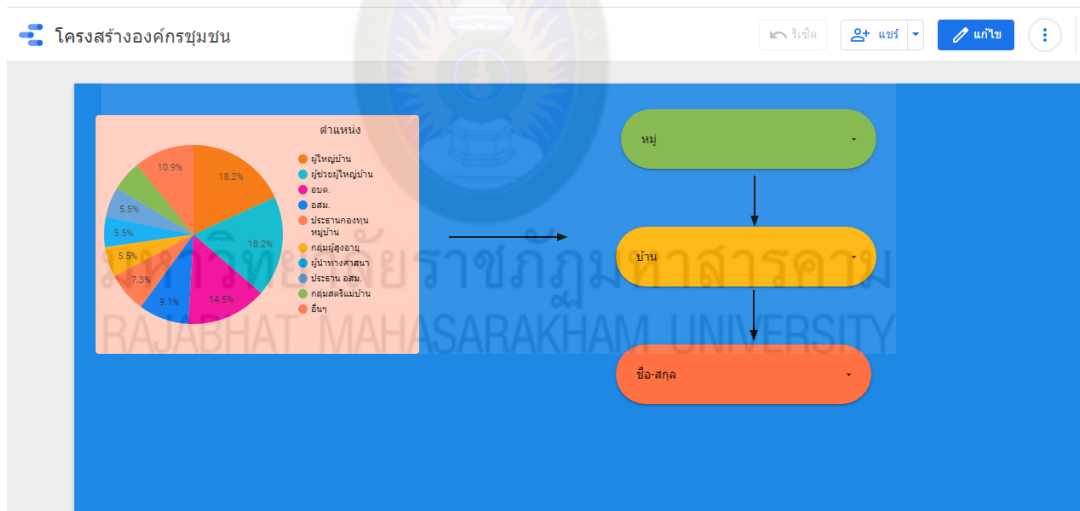 โครงสร้างองค์กรชุมชน
รีเซ็ต
แชร์
แก้ไข
ตำแหน่ง
ผู้ใหญ่บ้าน
ผู้ช่วยผู้ใหญ่บ้าน
อบต.
อสม.
ประธานกองทุน
หมู่บ้าน
กลุ่มผู้สูงอายุ
ผู้นำทางศาสนา
ประธาน อสม.
กลุ่มสตรีแม่บ้าน
อื่นๆ
10.9%
18.2%
5.5%
5.5%
18.2%
5.5%
7.3%
9.1%
14.5%
หมู่
บ้าน
ชื่อ-สกุล
มหาวิทยาลัยราชภัฏมหาสารคาม
RAJABHAT MAHASARAKHAM UNIVERSITY